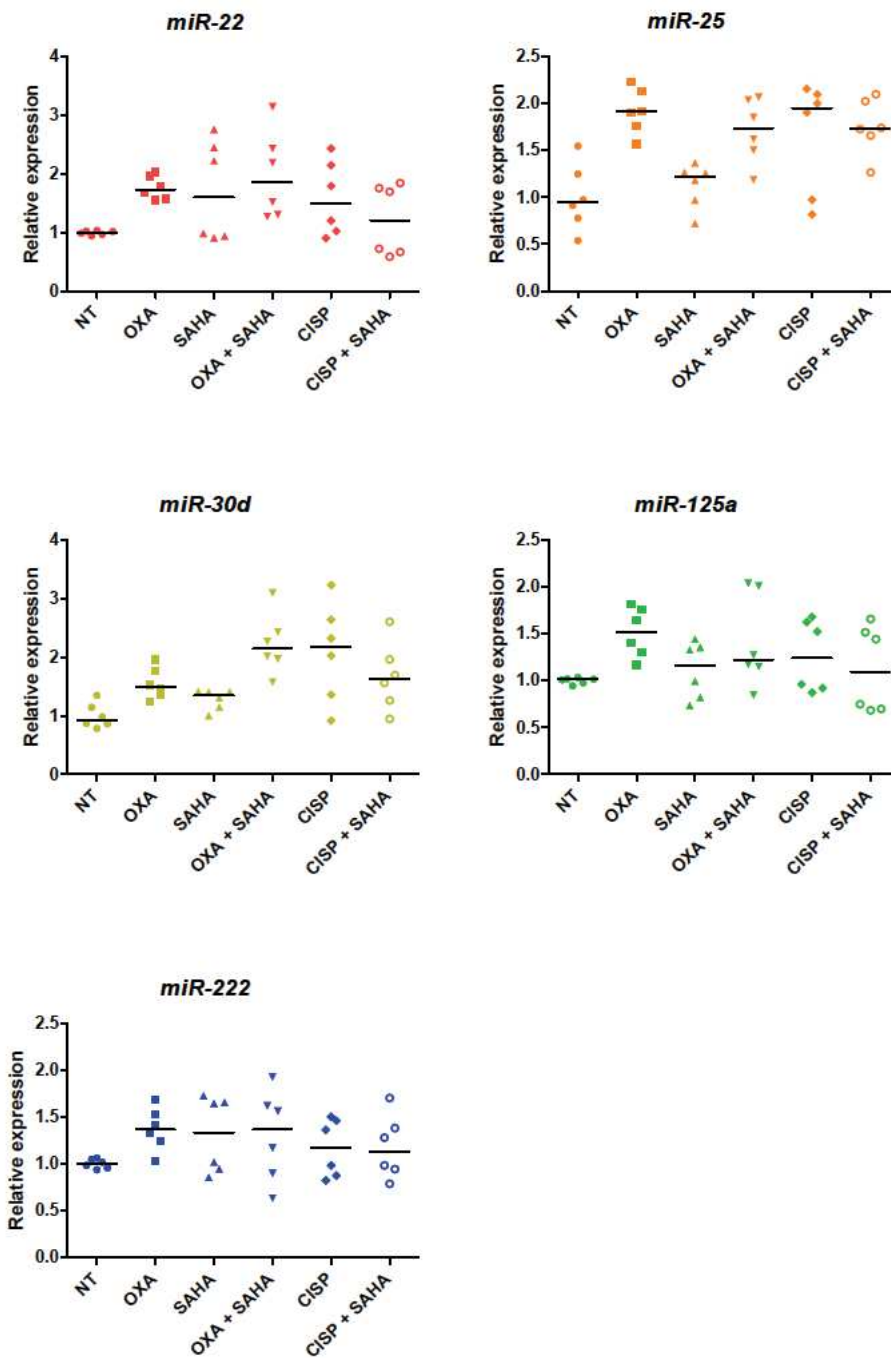 miR-22
Relative expression
4
3
2
1
0
NT
OXA
SAHA
OXA + SAHA
CISP
CISP + SAHA
miR-25
Relative expression
2.5
2.0
1.5
1.0
0.5
0.0
NT
OXA
SAHA
OXA + SAHA
CISP
CISP + SAHA
miR-30d
Relative expression
4
3
2
1
0
NT
OXA
SAHA
OXA + SAHA
CISP
CISP + SAHA
miR-125a
Relative expression
2.5
2.0
1.5
1.0
0.5
0.0
NT
OXA
SAHA
OXA + SAHA
CISP
CISP + SAHA
miR-222
Relative expression
2.5
2.0
1.5
1.0
0.5
0.0
NT
OXA
SAHA
OXA + SAHA
CISP
CISP + SAHA